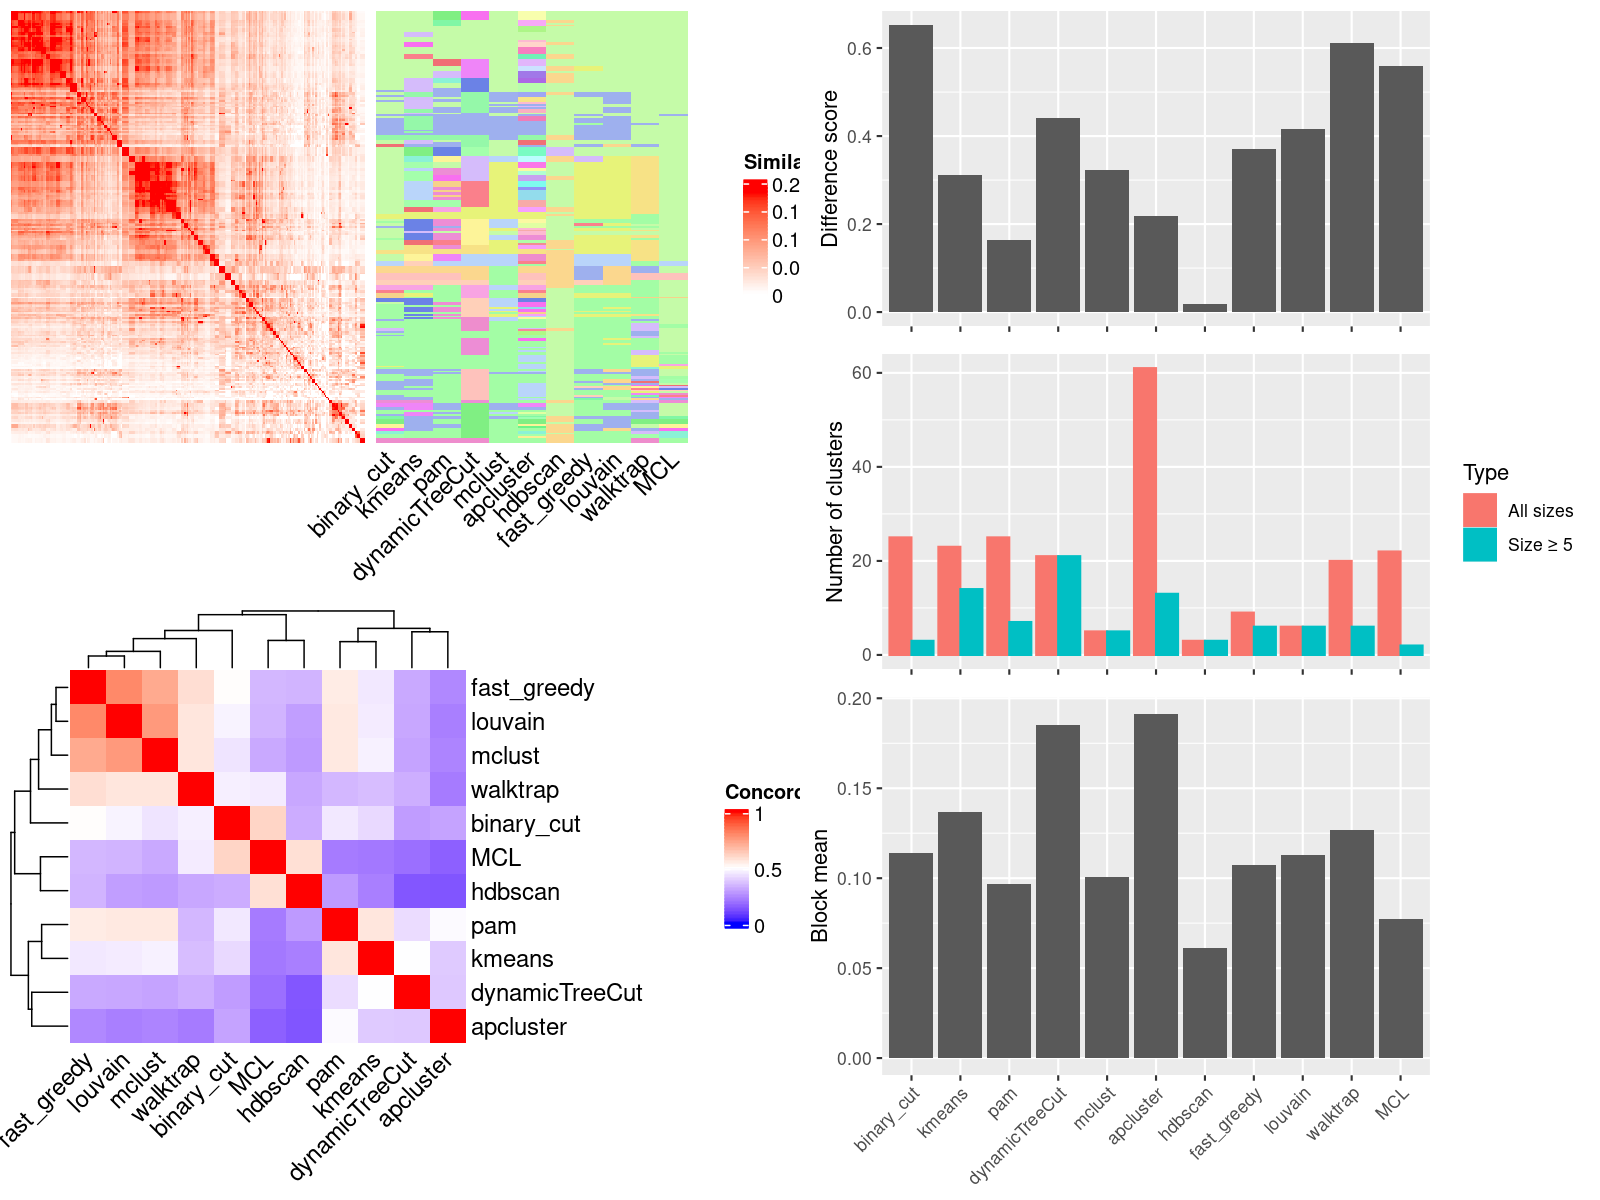 Simila
0.2
0.1
0.1
0.0
0
binary_cut
kmeans
pam
dynamicTreeCut
mclust
apcluster
hdbscan
fast_greedy
louvain
walktrap
MCL
fast_greedy
louvain
mclust
walktrap
binary_cut
MCL
hdbscan
pam
kmeans
dynamicTreeCut
apcluster
fast_greedy
louvain
mclust
walktrap
binary_cut
MCL
hdbscan
pam
kmeans
dynamicTreeCut
apcluster
Concord
1
0.5
0
Difference score
0.6
0.4
0.2
0.0
Number of clusters
60
40
20
0
Type
All sizes
Size ≥ 5
Block mean
0.20
0.15
0.10
0.05
0.00
binary_cut
kmeans
pam
dynamicTreeCut
mclust
apcluster
hdbscan
fast_greedy
louvain
walktrap
MCL